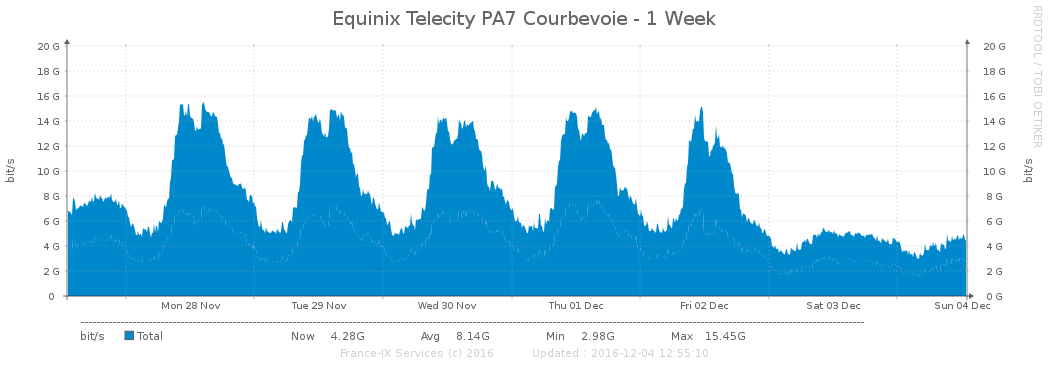 Equinix Telecity PA7 Courbevoie - 1 Week
RRDTOOL / TOBI OETIKER
bit/s
20 G
18 G
16 G
14 G
12 G
10 G
8 G
6 G
4 G
2 G
0
20 G
18 G
16 G
14 G
12 G
10 G
8 G
6 G
4 G
2 G
0 G
bit/s
Mon 28 Nov Tue 29 Nov Wed 30 Nov Thu 01 Dec Fri 02 Dec Sat 03 Dec Sun 04 Dec
bit/s Total Now 4.28G Avg 8.14G Min 2.98G Max 15.45G
France-IX Services (c) 2016 Updated : 2016-12-04 12:55:10